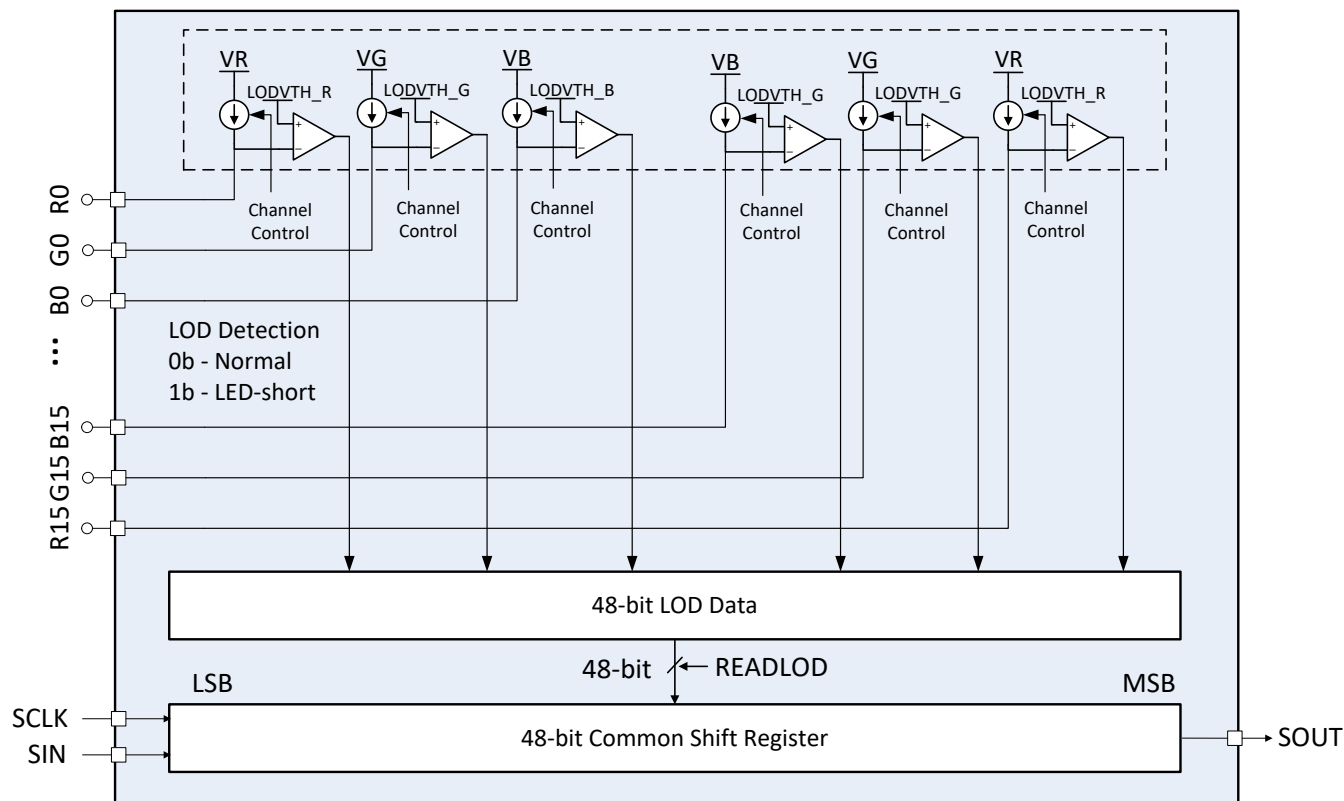 VR
VG
VB
VB
VG
VR
LODVTH_R
LODVTH_G
LODVTH_B
LODVTH_G
LODVTH_G
LODVTH_R
+
+
+
+
+
+
−
−
−
−
−
−
Channel
Control
Channel
Control
Channel
Control
Channel
Control
Channel
Control
Channel
Control
R0
G0
B0
...
B15
G15
R15
LOD Detection
0b - Normal
1b - LED-short
48-bit LOD Data
48-bit
READLOD
LSB
MSB
SCLK
SIN
48-bit Common Shift Register
SOUT